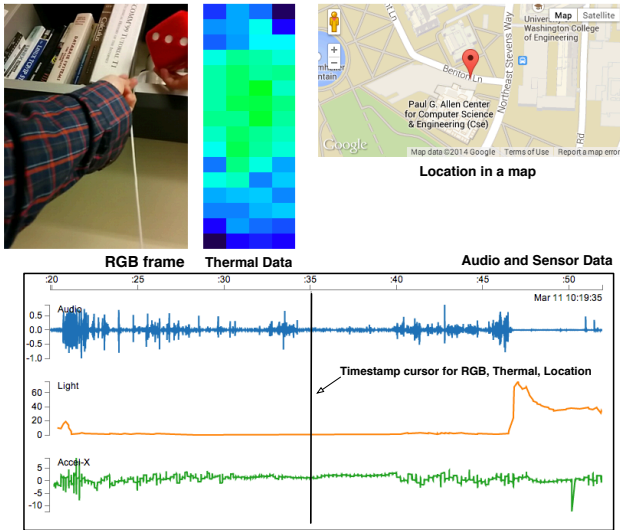 Map
Satellite
University
Washington College
of Engineering
Benton Ln
Northeast Stevens Way
Paul G. Allen Center
for Computer Science
& Engineering (Cse)
Rd
Google
Map data ©2014 Google
Terms of Use
Report a map error
Location in a map
RGB frame
Thermal Data
Audio and Sensor Data
:20
:25
:30
:35
:40
:45
:50
Mar 11 10:19:35
Audio
0.5
0.0
-0.5
-1.0
Timestamp cursor for RGB, Thermal, Location
Light
60
40
20
0
Accel-X
5
0
-5
-10